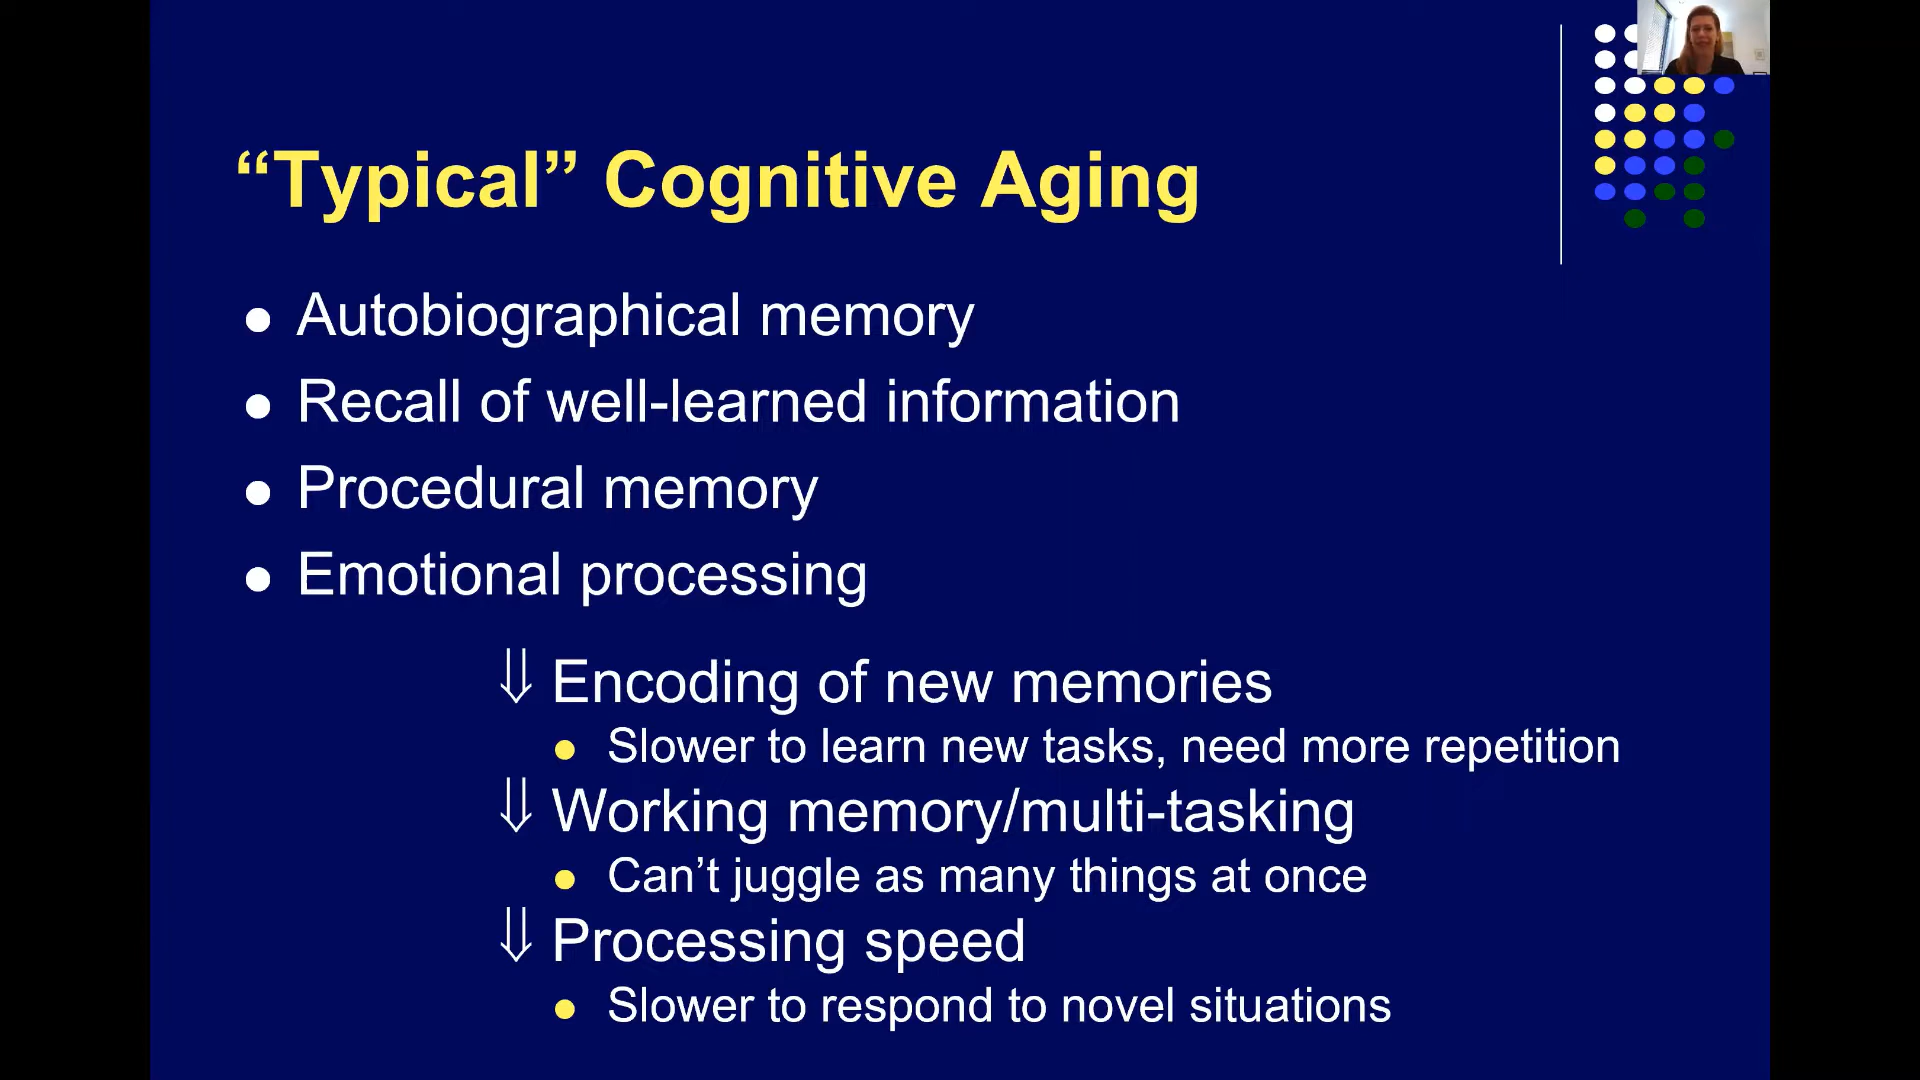 “Typical” Cognitive Aging
● Autobiographical memory
● Recall of well-learned information
● Procedural memory
● Emotional processing
⇓ Encoding of new memories
● Slower to learn new tasks, need more repetition
⇓ Working memory/multi-tasking
● Can’t juggle as many things at once
⇓ Processing speed
● Slower to respond to novel situations